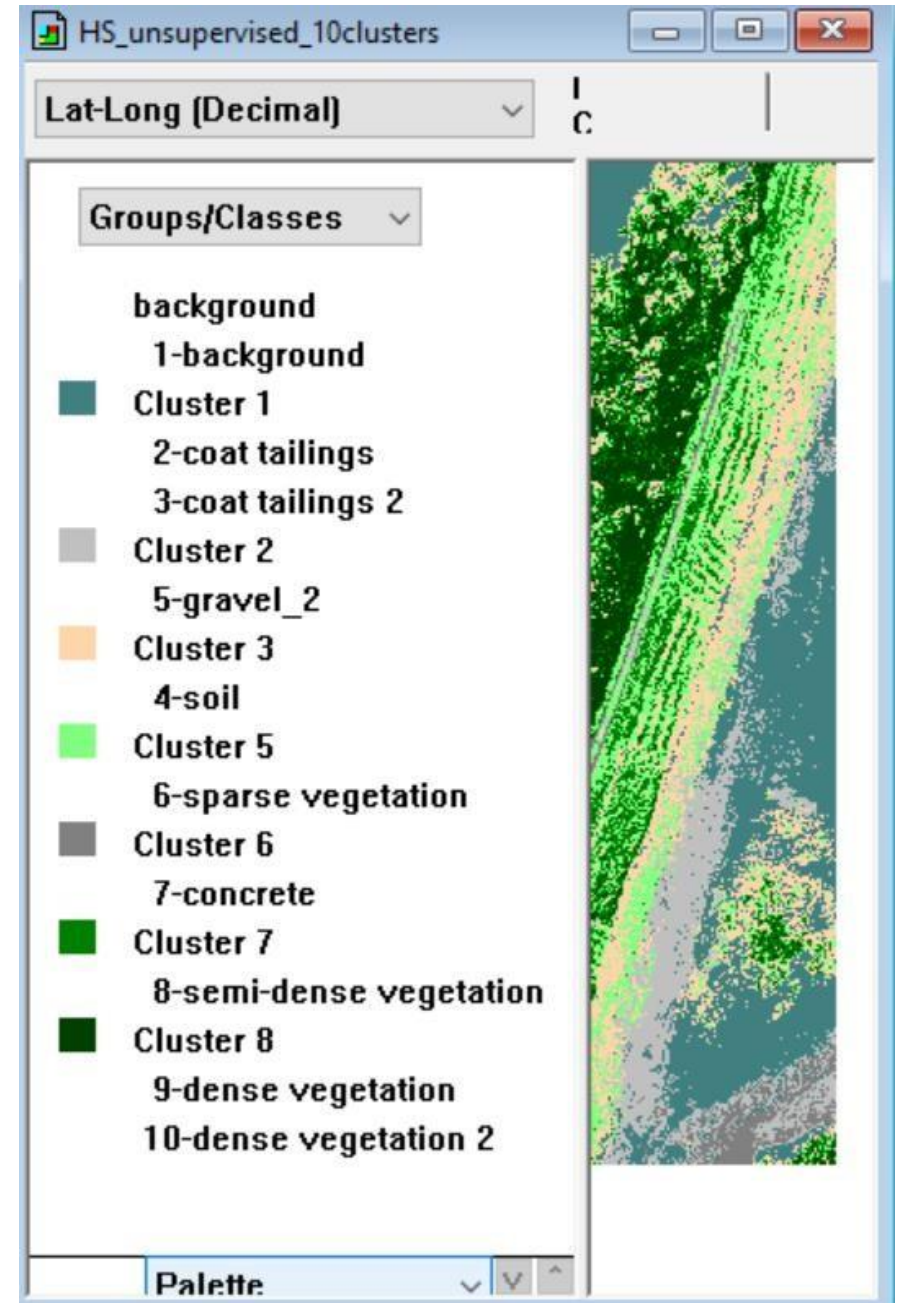 HS_unsupervised_10clusters
Lat-Long (Decimal)
Groups/Classes
background
1-background
Cluster 1
2-coat tailings
3-coat tailings 2
Cluster 2
5-gravel_2
Cluster 3
4-soil
Cluster 5
6-sparse vegetation
Cluster 6
7-concrete
Cluster 7
8-semi-dense vegetation
Cluster 8
9-dense vegetation
10-dense vegetation 2
Palette